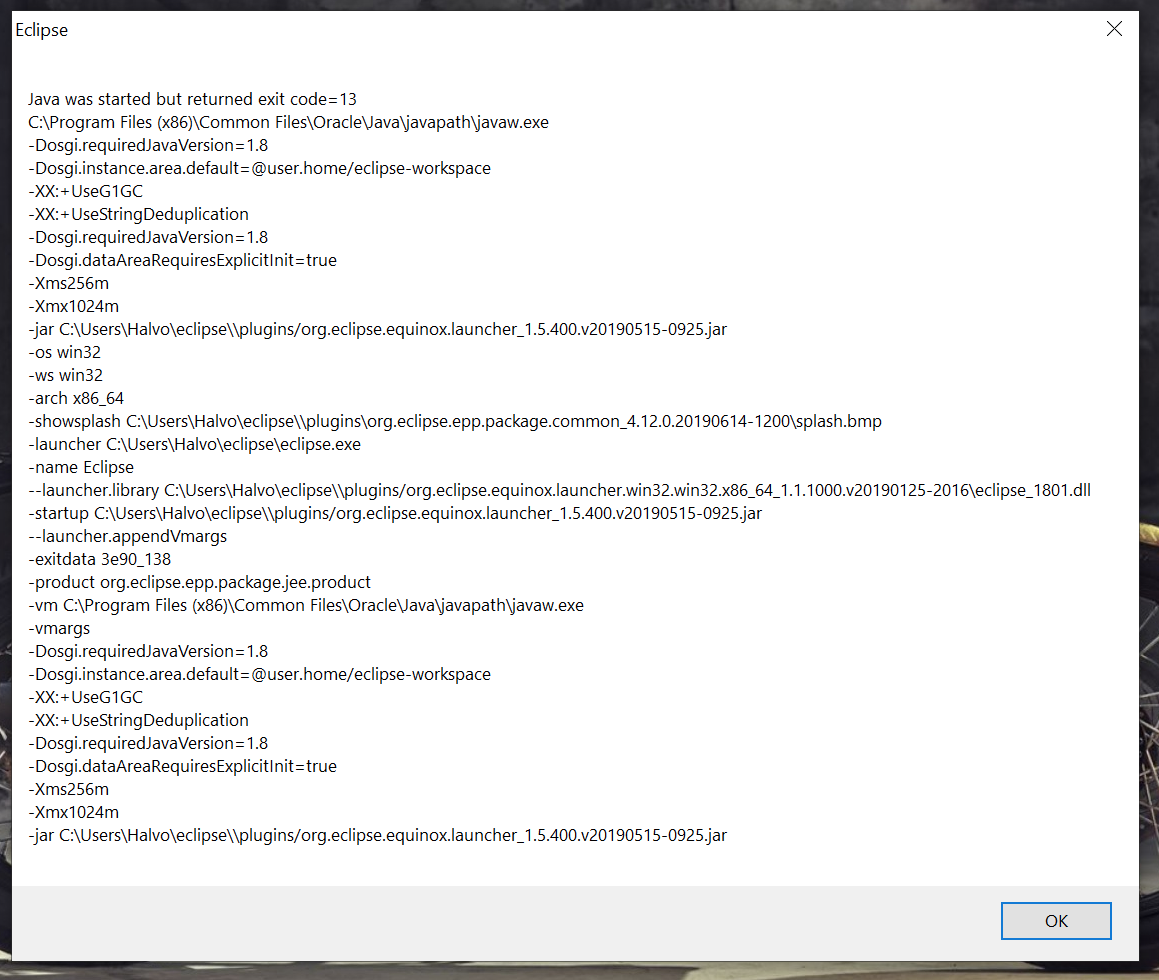 Eclipse
Java was started but returned exit code=13
C:\Program Files (x86)\Common Files\Oracle\Java\javapath\javaw.exe
-Dosgi.requiredJavaVersion=1.8
-Dosgi.instance.area.default=@user.home/eclipse-workspace
-XX:+UseG1GC
-XX:+UseStringDeduplication
-Dosgi.requiredJavaVersion=1.8
-Dosgi.dataAreaRequiresExplicitInit=true
-Xms256m
-Xmx1024m
-jar C:\Users\Halvo\eclipse\\plugins/org.eclipse.equinox.launcher_1.5.400.v20190515-0925.jar
-os win32
-ws win32
-arch x86_64
-showsplash C:\Users\Halvo\eclipse\\plugins\org.eclipse.epp.package.common_4.12.0.20190614-1200\splash.bmp
-launcher C:\Users\Halvo\eclipse\eclipse.exe
-name Eclipse
--launcher.library C:\Users\Halvo\eclipse\\plugins/org.eclipse.equinox.launcher.win32.win32.x86_64_1.1.1000.v20190125-2016\eclipse_1801.dll
-startup C:\Users\Halvo\eclipse\\plugins/org.eclipse.equinox.launcher_1.5.400.v20190515-0925.jar
--launcher.appendVmargs
-exitdata 3e90_138
-product org.eclipse.epp.package.jee.product
-vm C:\Program Files (x86)\Common Files\Oracle\Java\javapath\javaw.exe
-vmargs
-Dosgi.requiredJavaVersion=1.8
-Dosgi.instance.area.default=@user.home/eclipse-workspace
-XX:+UseG1GC
-XX:+UseStringDeduplication
-Dosgi.requiredJavaVersion=1.8
-Dosgi.dataAreaRequiresExplicitInit=true
-Xms256m
-Xmx1024m
-jar C:\Users\Halvo\eclipse\\plugins/org.eclipse.equinox.launcher_1.5.400.v20190515-0925.jar
OK